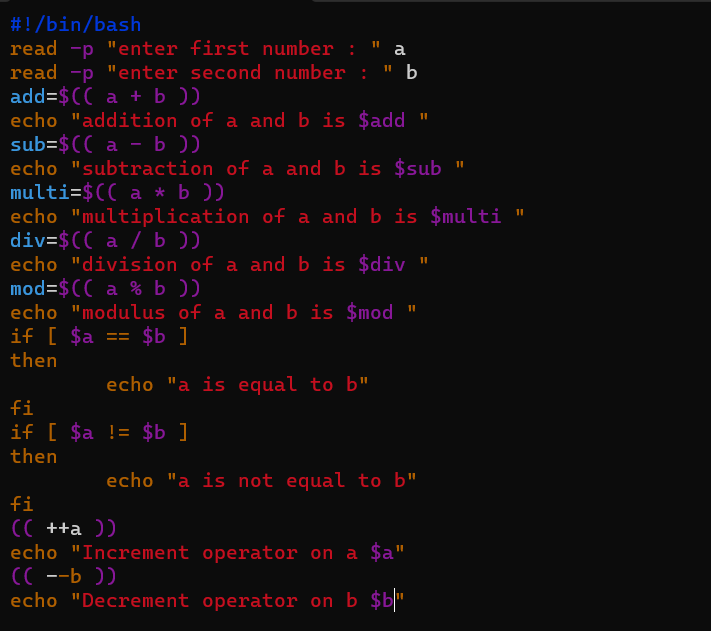 #!/bin/bash
read -p "enter first number : " a
read -p "enter second number : " b
add=$(( a + b ))
echo "addition of a and b is $add "
sub=$(( a - b ))
echo "subtraction of a and b is $sub "
multi=$(( a * b ))
echo "multiplication of a and b is $multi "
div=$(( a / b ))
echo "division of a and b is $div "
mod=$(( a % b ))
echo "modulus of a and b is $mod "
if [ $a == $b ]
then
        echo "a is equal to b"
fi
if [ $a != $b ]
then
        echo "a is not equal to b"
fi
(( ++a ))
echo "Increment operator on a $a"
(( --b ))
echo "Decrement operator on b $b"